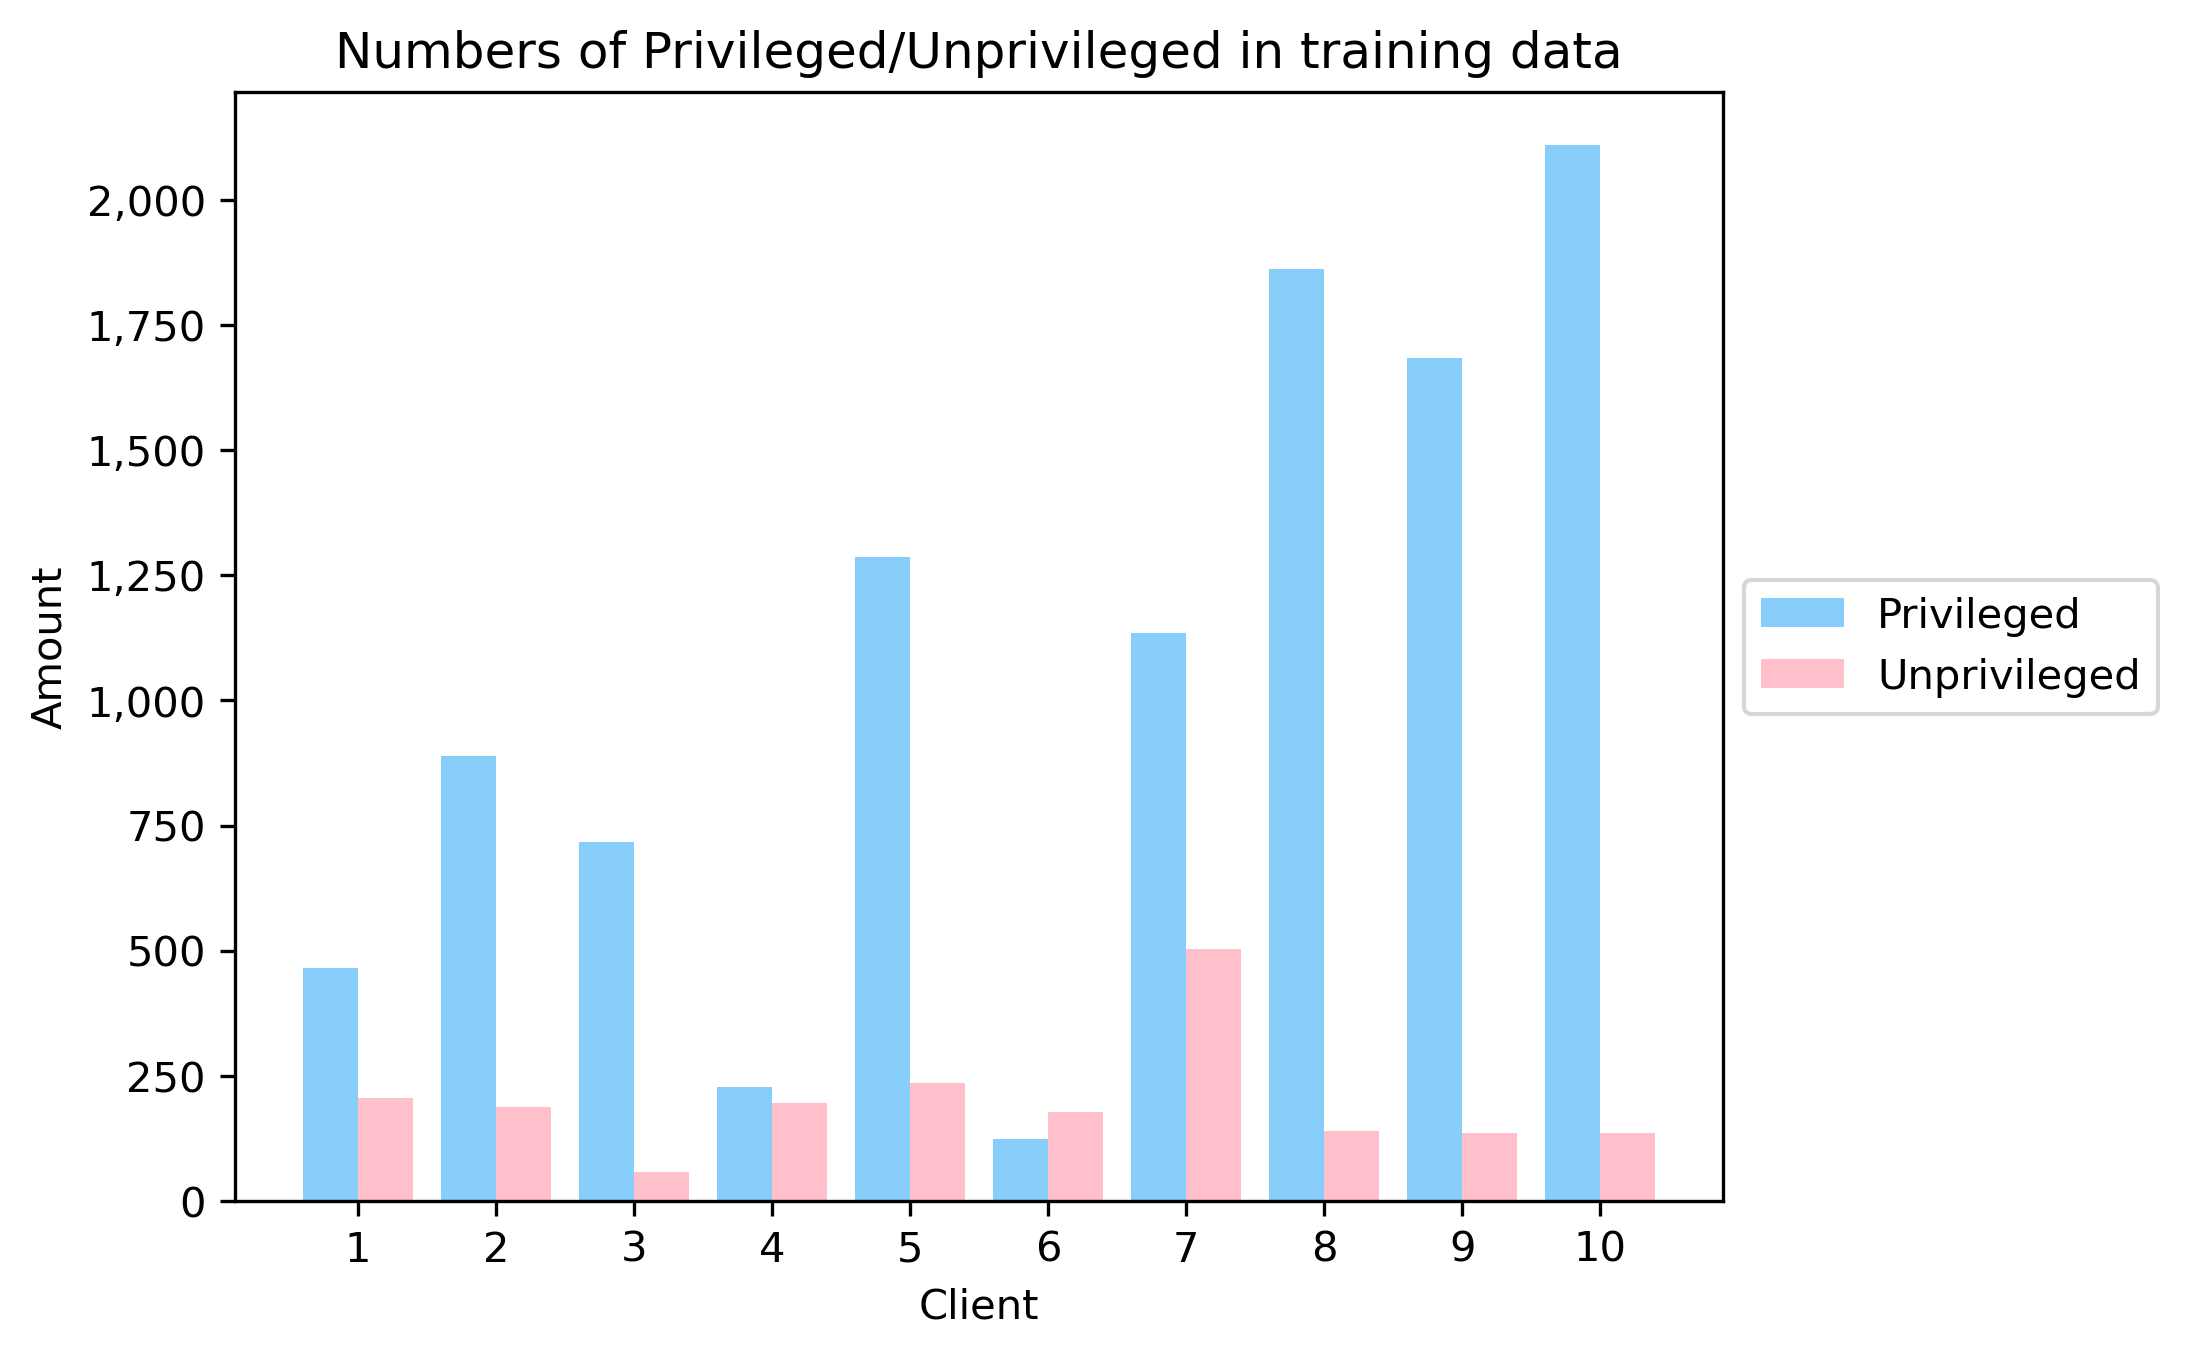 Numbers of Privileged/Unprivileged in training data
2,000
1,750
1,500
1,250
1,000
750
500
250
0
Amount
1 2 3 4 5 6 7 8 9 10
Client
Privileged
Unprivileged